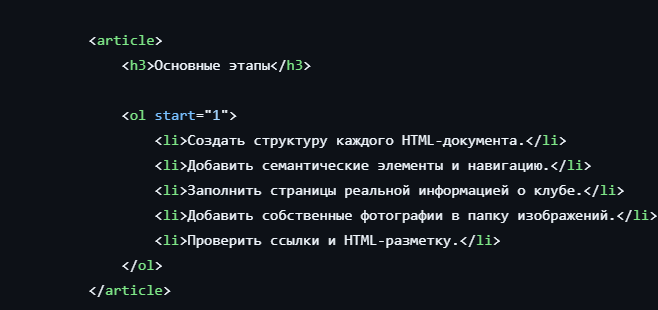 <article>
<h3>Основные этапы</h3>
<ol start="1">
<li>Создать структуру каждого HTML-документа.</li>
<li>Добавить семантические элементы и навигацию.</li>
<li>Заполнить страницы реальной информацией о клубе.</li>
<li>Добавить собственные фотографии в папку изображений.</li>
<li>Проверить ссылки и HTML-разметку.</li>
</ol>
</article>